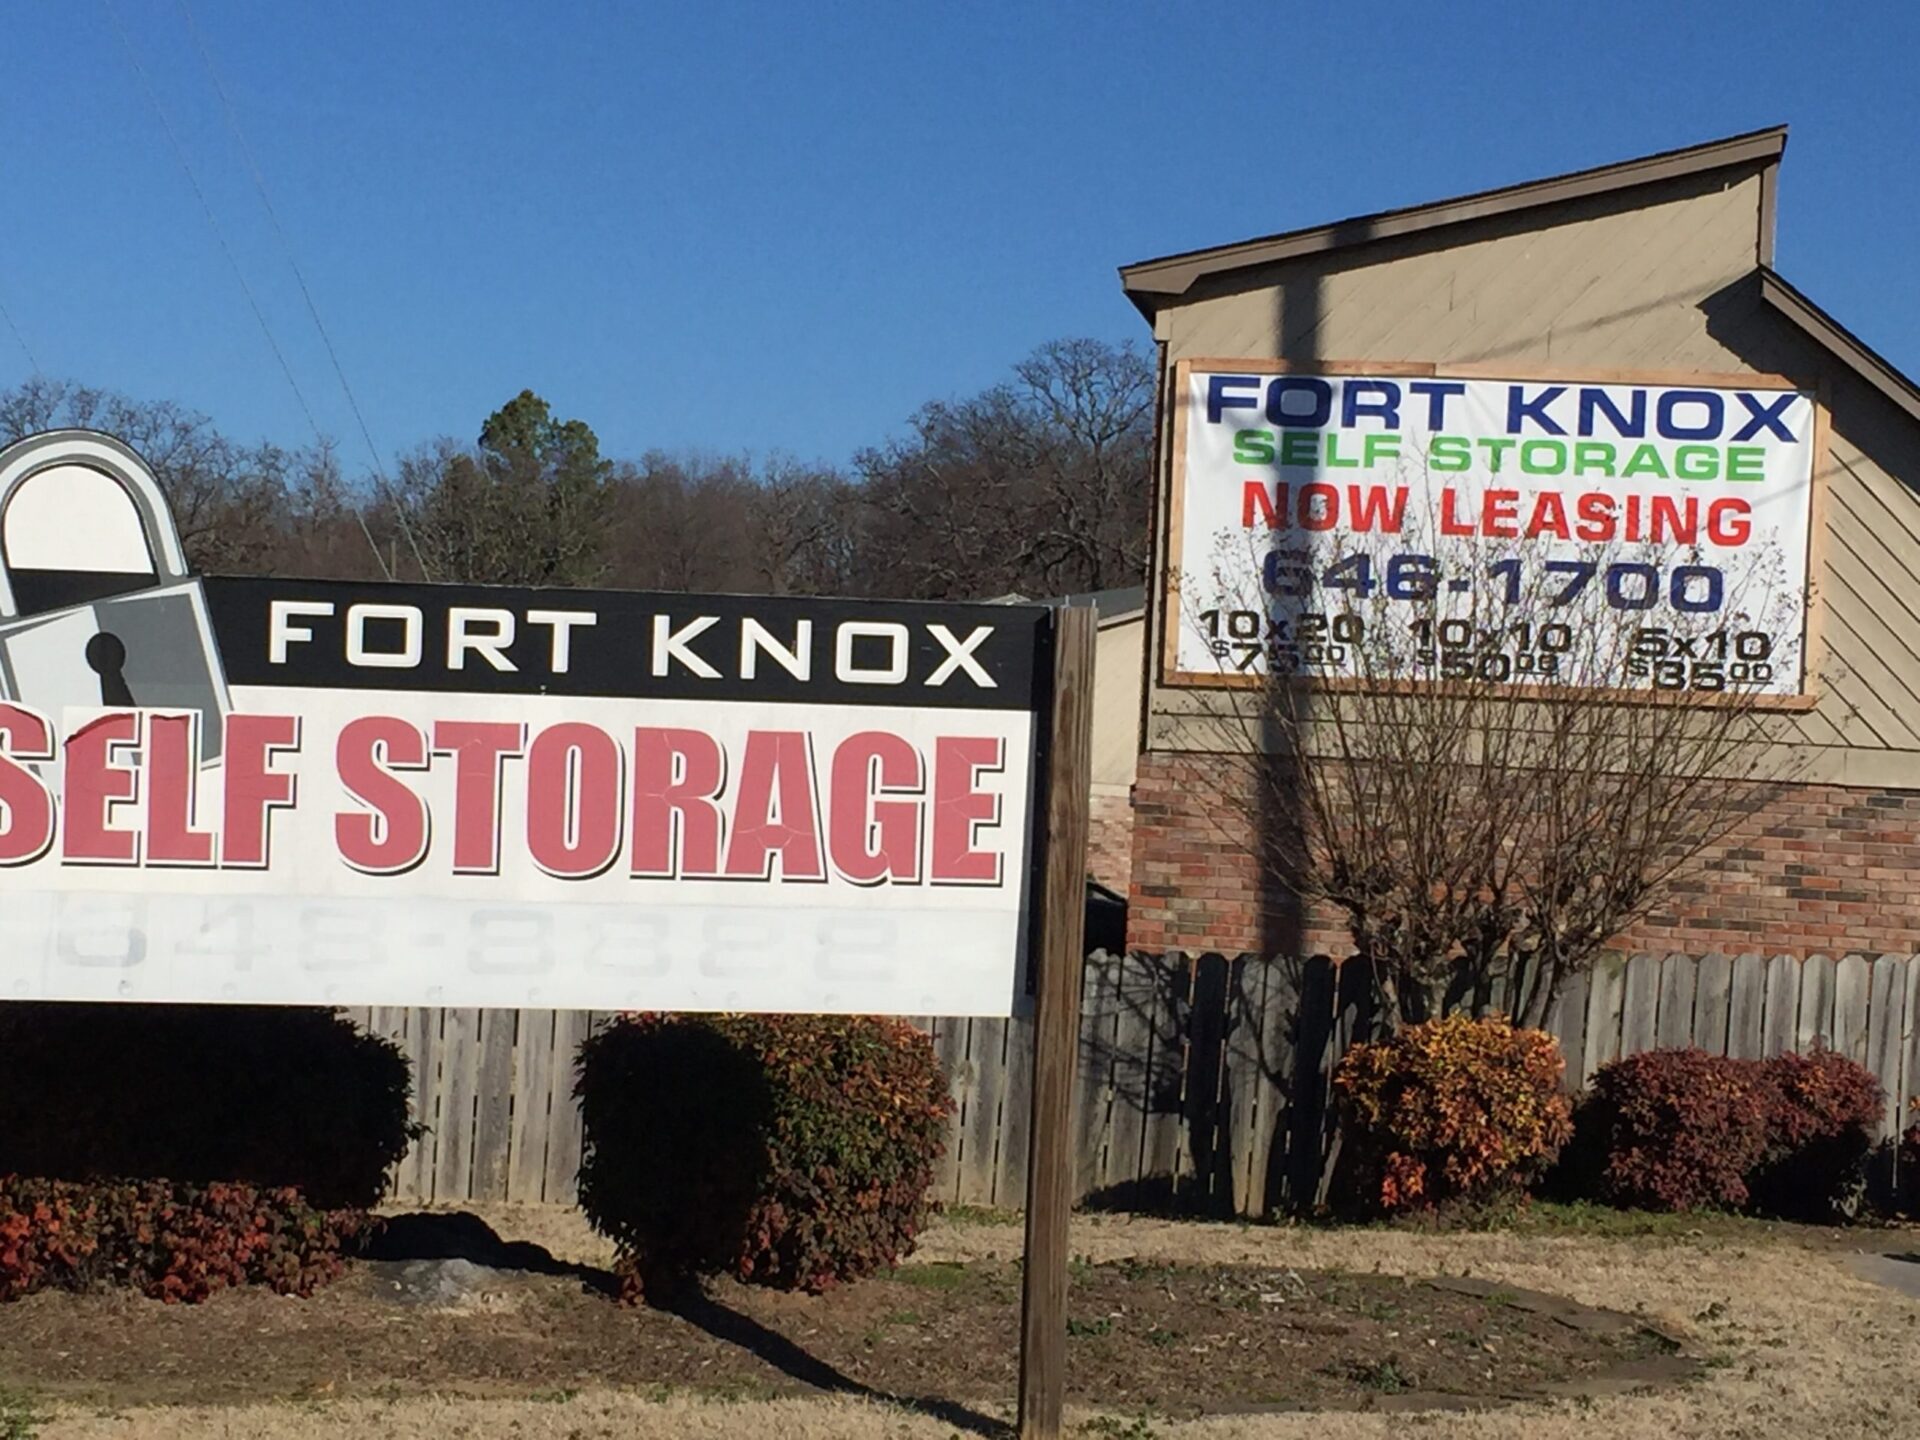 FORT KNOX
SELF STORAGE
FORT KNOX
SELF STORAGE
NOW LEASING
646-1700
10x20 10x10 5x10
$75.00 $50.00 $35.00